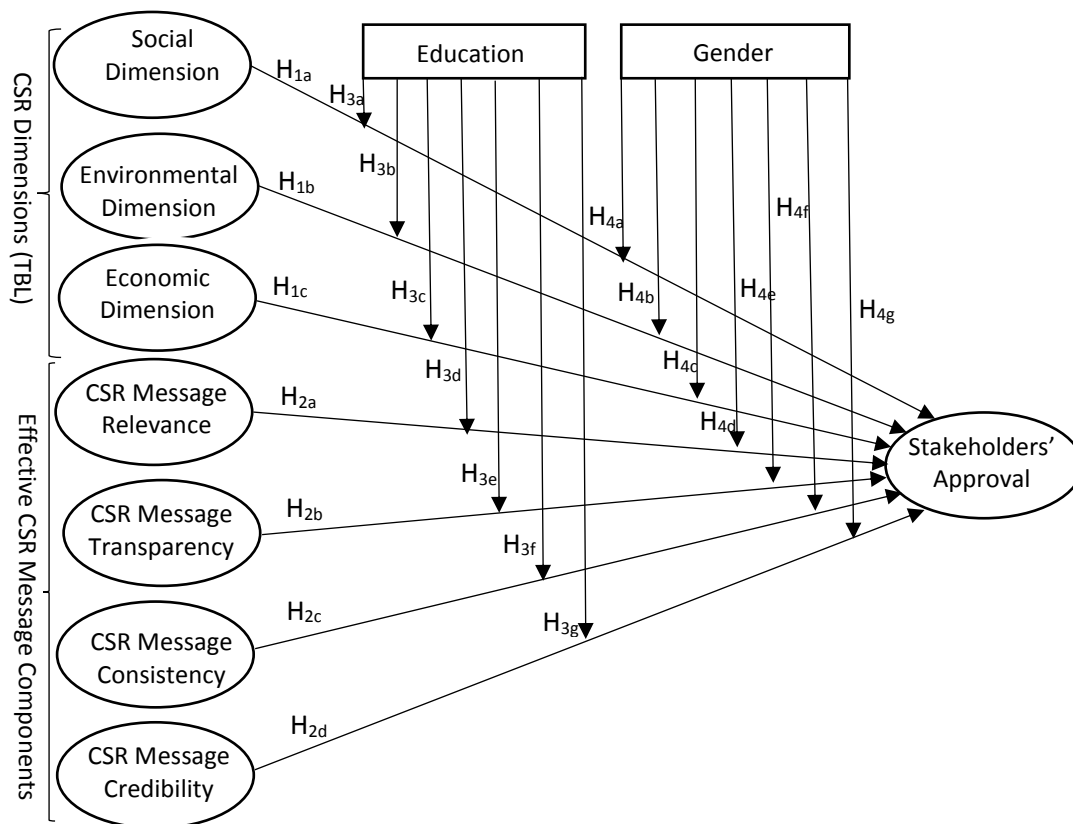 CSR Dimensions (TBL)
Effective CSR Message Components
Social
Dimension
Environmental
Dimension
Economic
Dimension
CSR Message
Relevance
CSR Message
Transparency
CSR Message
Consistency
CSR Message
Credibility
Education
Gender
H1a
H3a
H3b
H1b
H4a
H4f
H3c
H1c
H4b
H4e
H4g
H3d
H4c
H2a
H4d
H3e
H2b
H3f
H2c
H3g
H2d
Stakeholders’
Approval